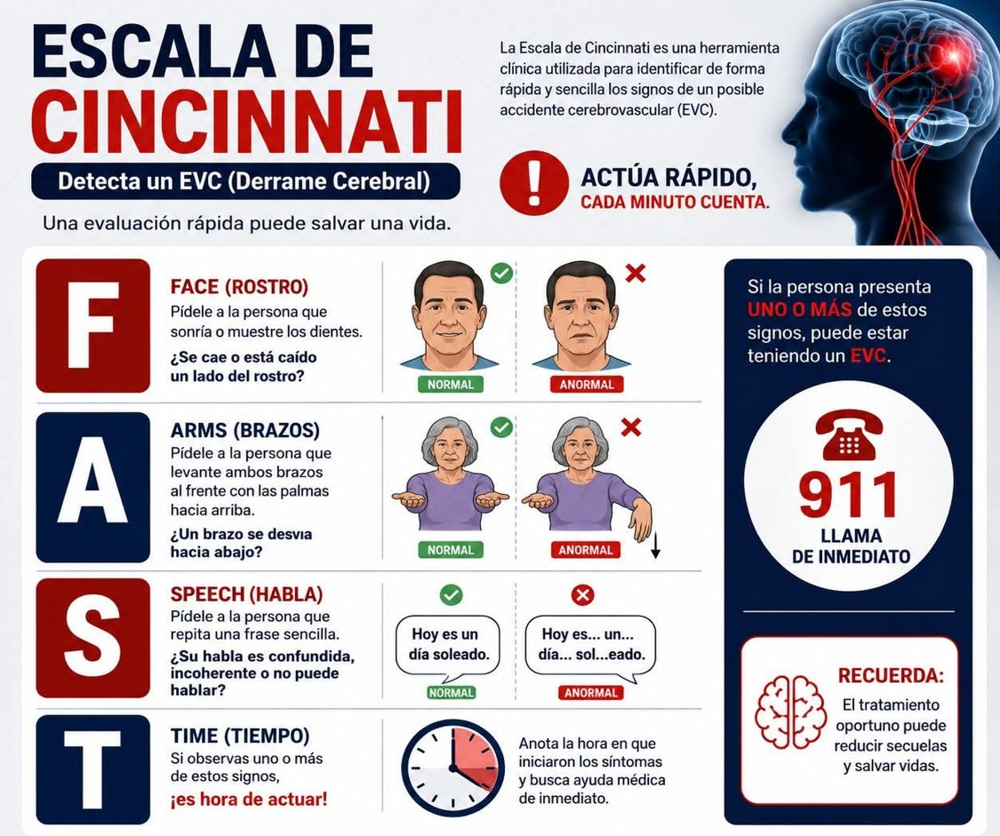 ESCALA DE
CINCINNATI
Detecta un EVC (Derrame Cerebral)
Una evaluación rápida puede salvar una vida.
La Escala de Cincinnati es una herramienta
clínica utilizada para identificar de forma
rápida y sencilla los signos de un posible
accidente cerebrovascular (EVC).
!
ACTÚA RÁPIDO,
CADA MINUTO CUENTA.
F
FACE (ROSTRO)
Pídele a la persona que
sonría o muestre los dientes.
¿Se cae o está caído
un lado del rostro?
NORMAL
ANORMAL
A
ARMS (BRAZOS)
Pídele a la persona que
levante ambos brazos
al frente con las palmas
hacia arriba.
¿Un brazo se desvia
hacia abajo?
NORMAL
ANORMAL
S
SPEECH (HABLA)
Pídele a la persona que
repita una frase sencilla.
¿Su habla es confundida,
incoherente o no puede
hablar?
Hoy es un
día soleado.
NORMAL
Hoy es... un...
día... sol...eado.
ANORMAL
T
TIME (TIEMPO)
Si observas uno o más
de estos signos,
¡es hora de actuar!
Anota la hora en que
iniciaron los síntomas
y busca ayuda médica
de inmediato.
Si la persona presenta
UNO O MÁS de estos
signos, puede estar
teniendo un EVC.
911
LLAMA
DE INMEDIATO
RECUERDA:
El tratamiento
oportuno puede
reducir secuelas
y salvar vidas.